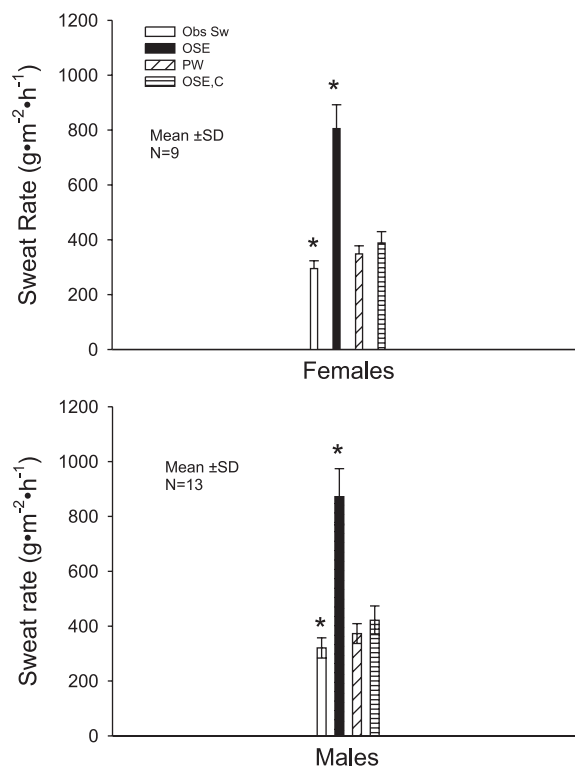 Obs Sw
OSE
PW
OSE,C
Mean ±SD
N=9
Sweat Rate (g•m-2•h-1)
1200
1000
800
600
400
200
0
*
*
Females
Mean ±SD
N=13
Sweat rate (g•m-2•h-1)
1200
1000
800
600
400
200
0
*
*
Males